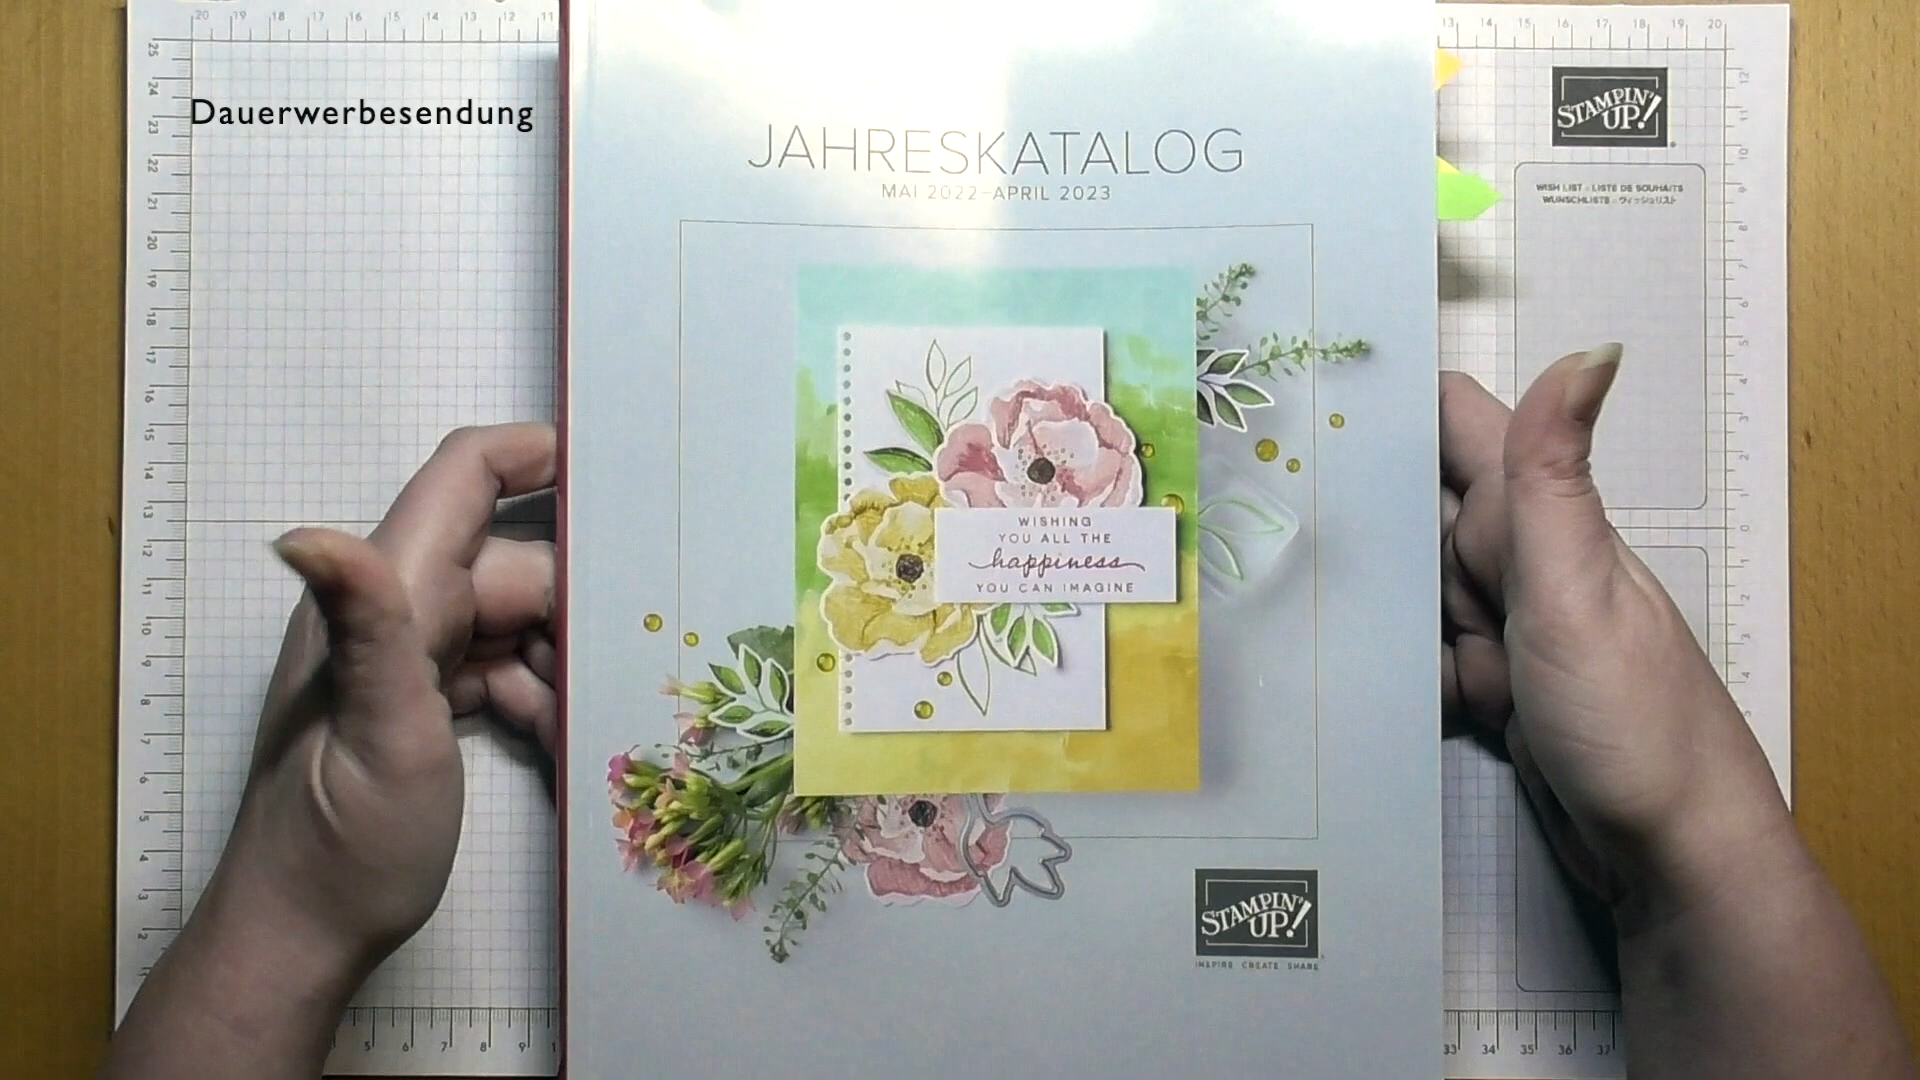 Dauerwerbesendung
JAHRESKATALOG
MAI 2022–APRIL 2023
WISHING
YOU ALL THE
happiness
YOU CAN IMAGINE
STAMPIN' UP!
INSPIRE CREATE SHARE
STAMPIN' UP!
WISH LIST · LISTE DE SOUHAITS
WUNSCHLISTE · ウィッシュリスト